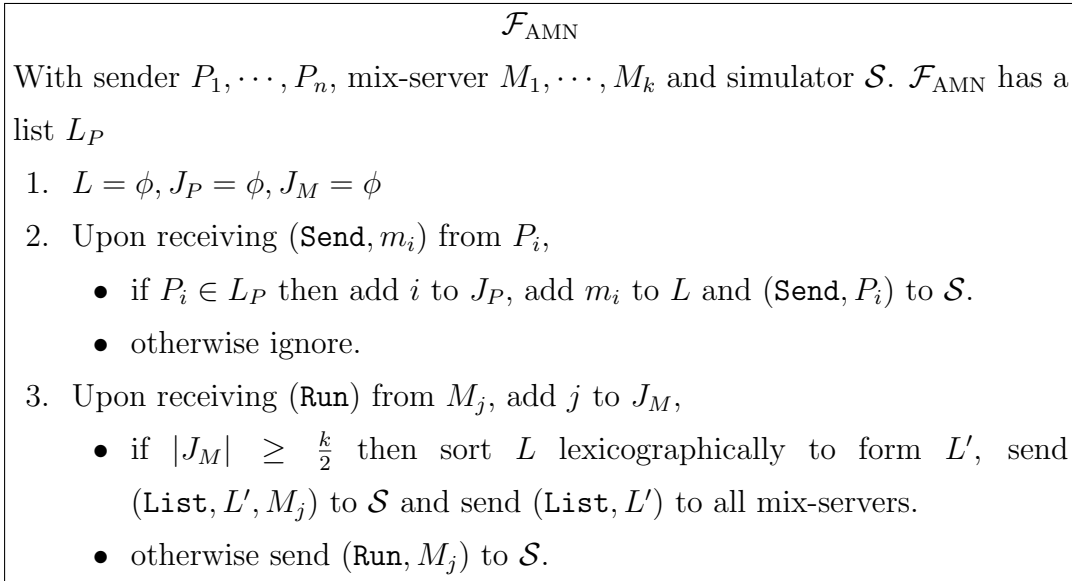 𝓕_AMN
With sender P_1, ⋯, P_n, mix-server M_1, ⋯, M_k and simulator 𝓢. 𝓕_AMN has a
list L_P
1. L = ϕ, J_P = ϕ, J_M = ϕ
2. Upon receiving (Send, m_i) from P_i,
• if P_i ∈ L_P then add i to J_P, add m_i to L and (Send, P_i) to 𝓢.
• otherwise ignore.
3. Upon receiving (Run) from M_j, add j to J_M,
• if |J_M| ≥ k/2 then sort L lexicographically to form L′, send
(List, L′, M_j) to 𝓢 and send (List, L′) to all mix-servers.
• otherwise send (Run, M_j) to 𝓢.